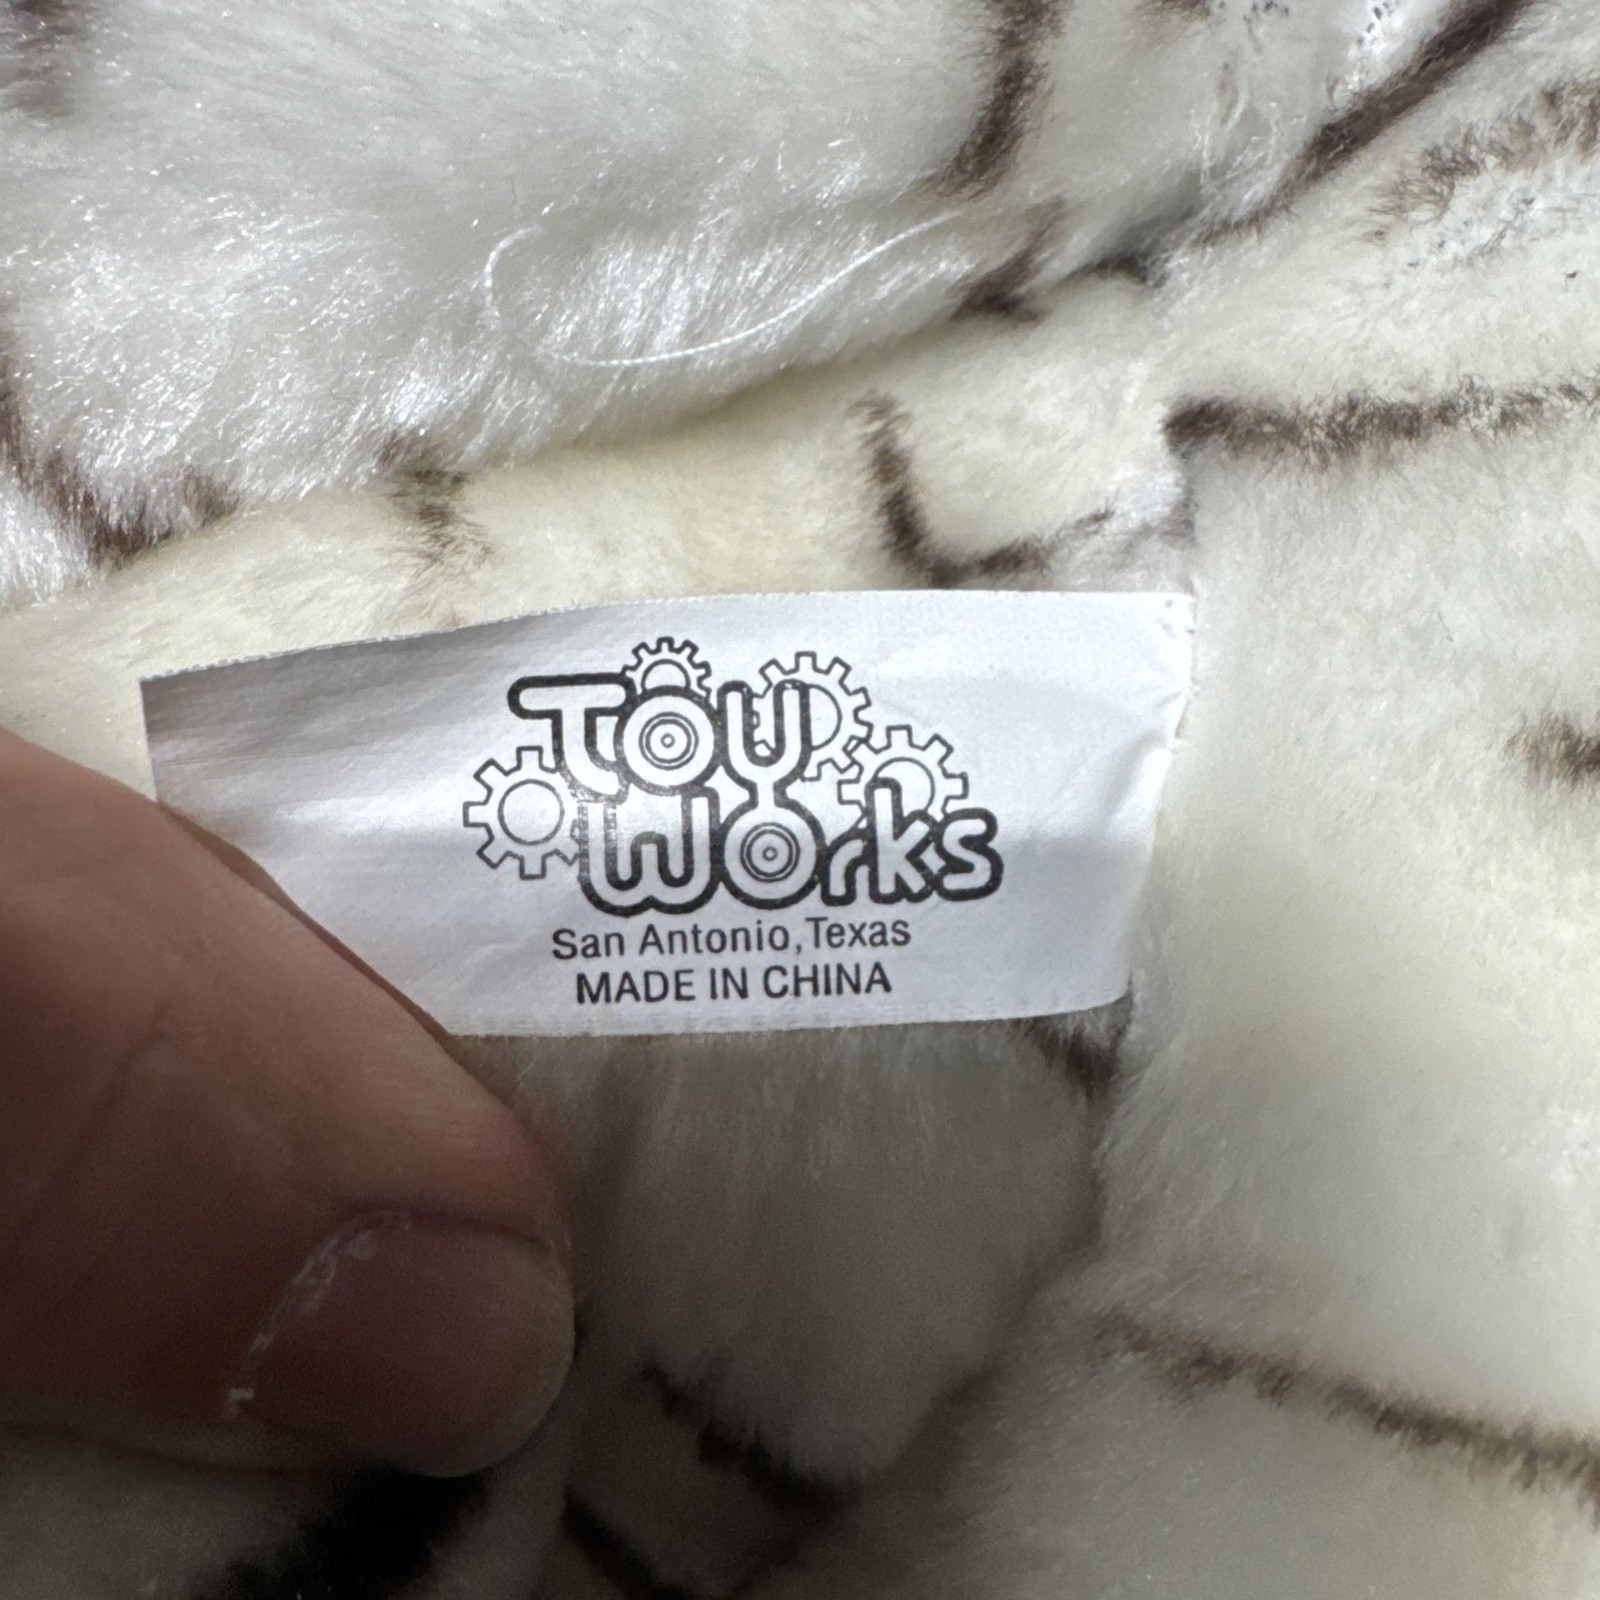 Toy
Works
San Antonio, Texas
MADE IN CHINA